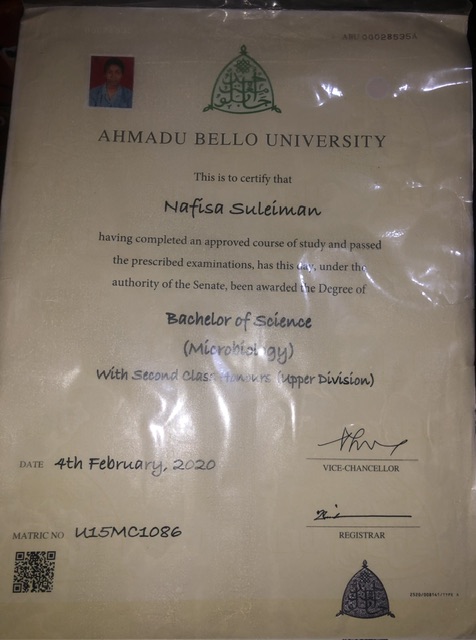 AHMADU BELLO UNIVERSITY
This is to certify that
Nafisa Suleiman
having completed an approved course of study and passed
the prescribed examinations, has this day, under the
authority of the Senate, been awarded the Degree of
Bachelor of Science
(Microbiology)
With Second Class Honours (Upper Division)
VICE-CHANCELLOR
DATE 4th February, 2020
MATRIC NO U15MC1086
REGISTRAR